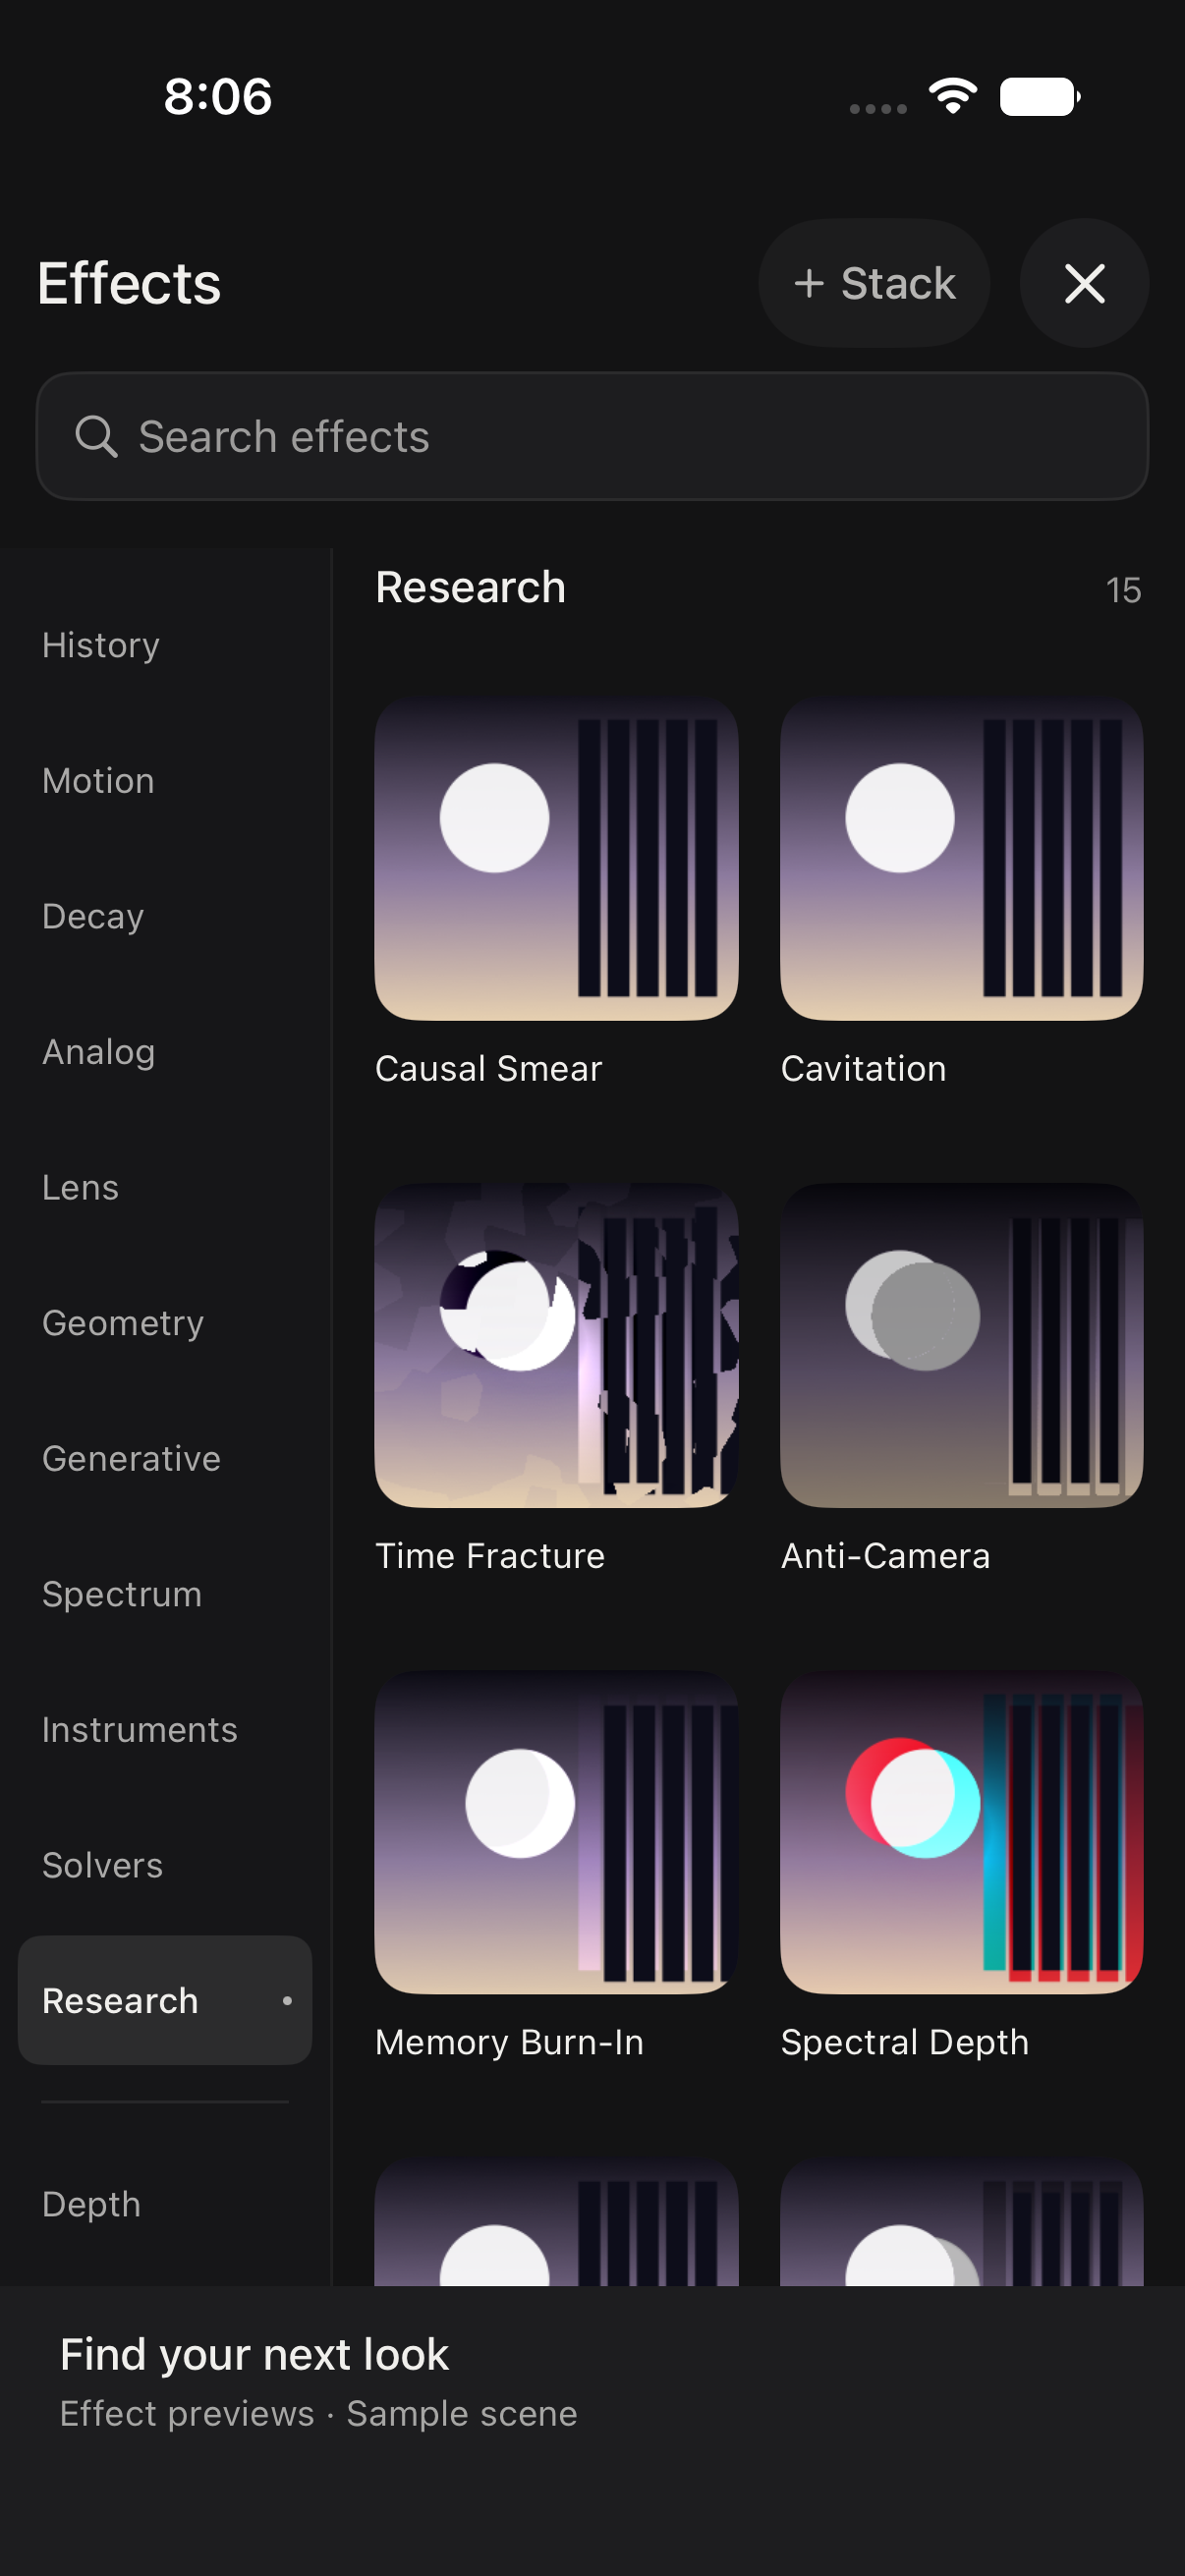 8:06
Effects
+ Stack
Search effects
History
Motion
Decay
Analog
Lens
Geometry
Generative
Spectrum
Instruments
Solvers
Research
Depth
Research
15
Causal Smear
Cavitation
Time Fracture
Anti-Camera
Memory Burn-In
Spectral Depth
Find your next look
Effect previews · Sample scene